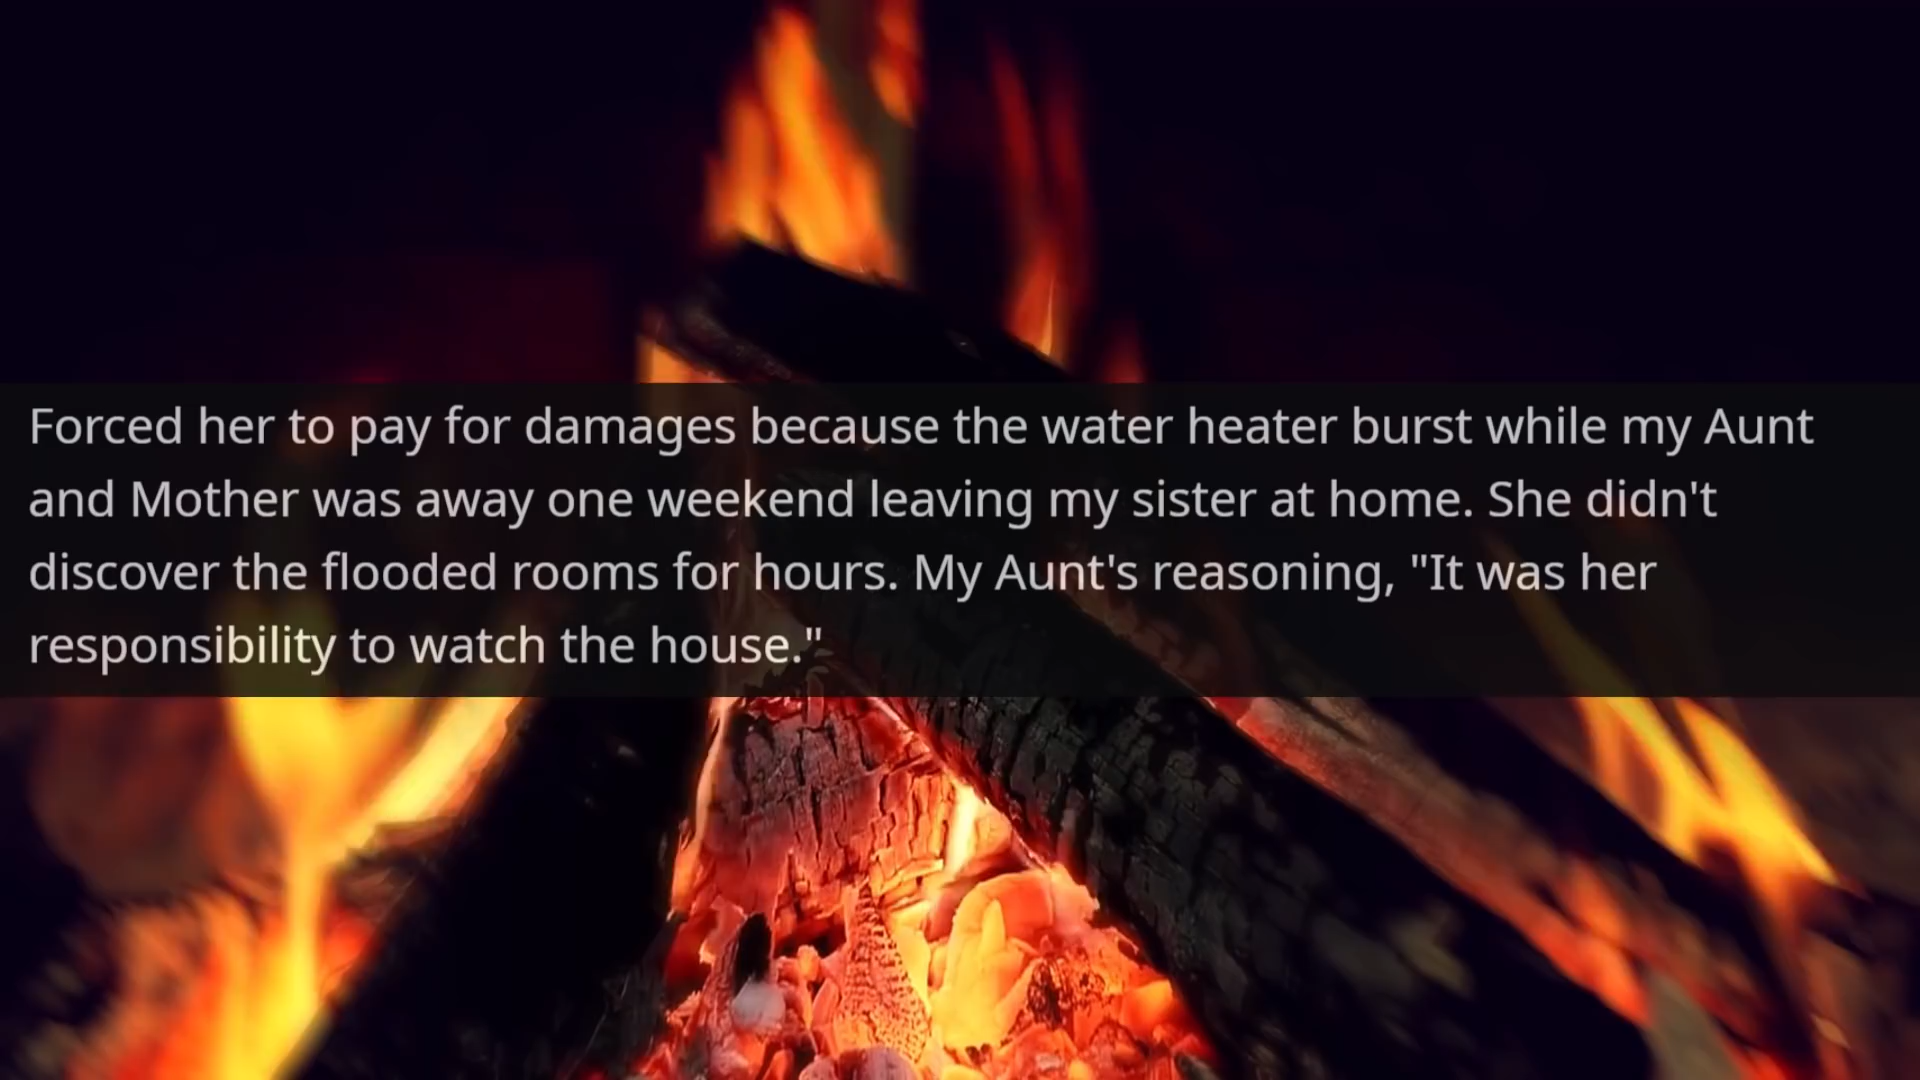 Forced her to pay for damages because the water heater burst while my Aunt
and Mother was away one weekend leaving my sister at home. She didn't
discover the flooded rooms for hours. My Aunt's reasoning, "It was her
responsibility to watch the house."